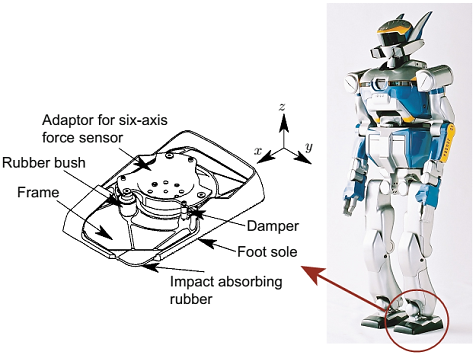 z
Adaptor for six-axis
force sensor
x
y
Rubber bush
Frame
Damper
Foot sole
Impact absorbing
rubber